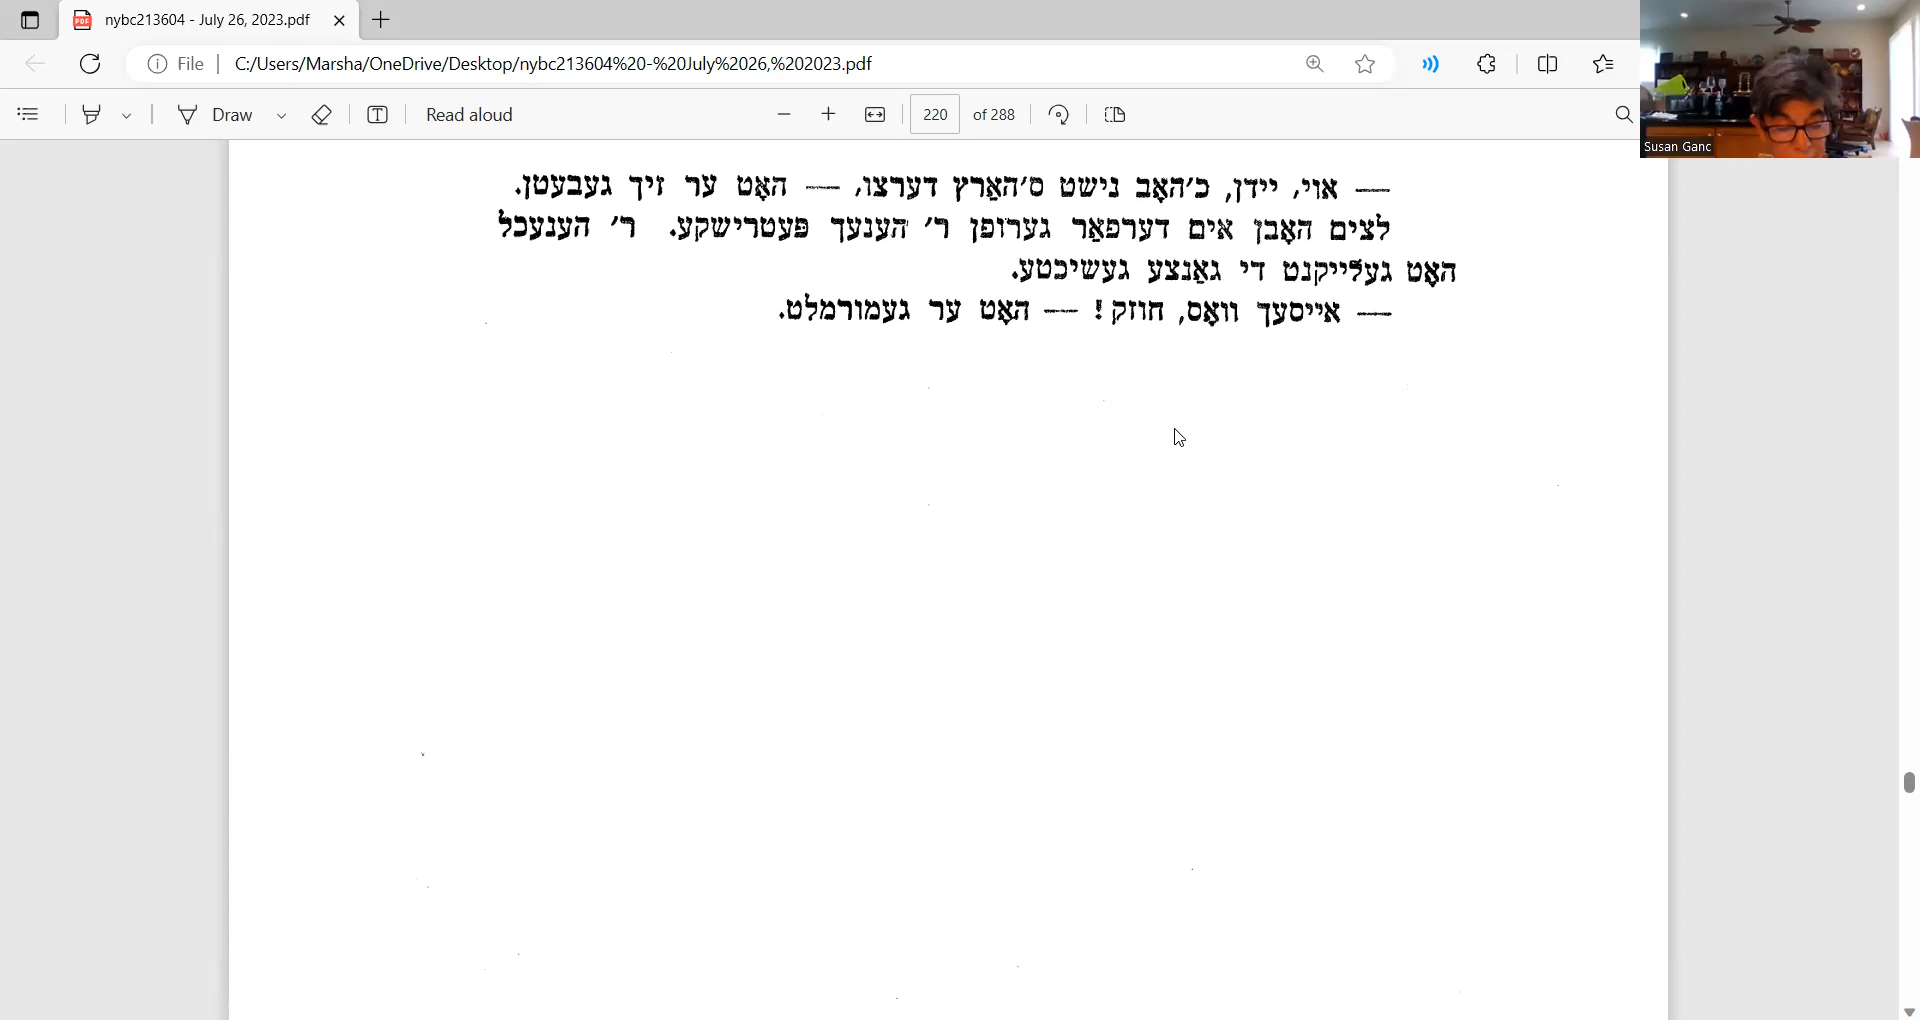 nybc213604 - July 26, 2023.pdf
File
C:/Users/Marsha/OneDrive/Desktop/nybc213604%20-%20July%2026,%202023.pdf
Draw
Read aloud
220 of 288
Susan Ganc
— אוי, יידן, כ׳האָב נישט ס׳האַרץ דערצו, — האָט ער זיך געבעטן.
לצים האָבן אים דערפאַר גערופן ר׳ הענעך פּעטרישקע. ר׳ הענעכל
האָט געלייקנט די גאַנצע געשיכטע.
— אייסעך וואָס, חוזק! — האָט ער געמורמלט.